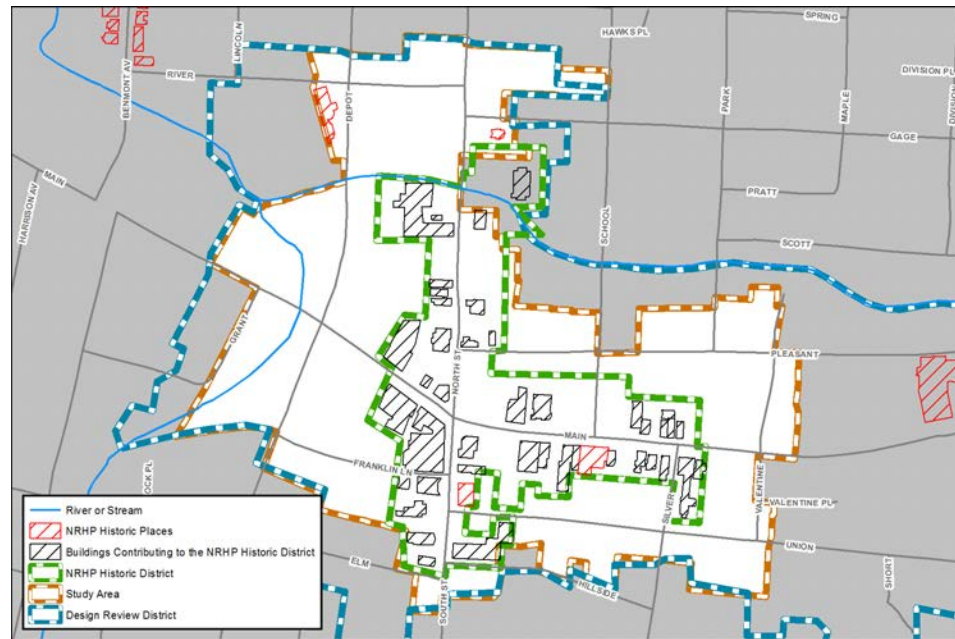 SPRING
HAWKS PL
LINCOLN
BENMONT AV
RIVER
DEPOT
PARK
MAPLE
DIVISION PL
DIVISION
GAGE
MAIN
HARRISON AV
PRATT
SCHOOL
SCOTT
GRANT
NORTH ST
PLEASANT
MAIN
FRANKLIN LN
OCK PL
SILVER
VALENTINE
VALENTINE PL
UNION
ELM
SOUTH ST
HILLSIDE
SHORT
River or Stream
NRHP Historic Places
Buildings Contributing to the NRHP Historic District
NRHP Historic District
Study Area
Design Review District